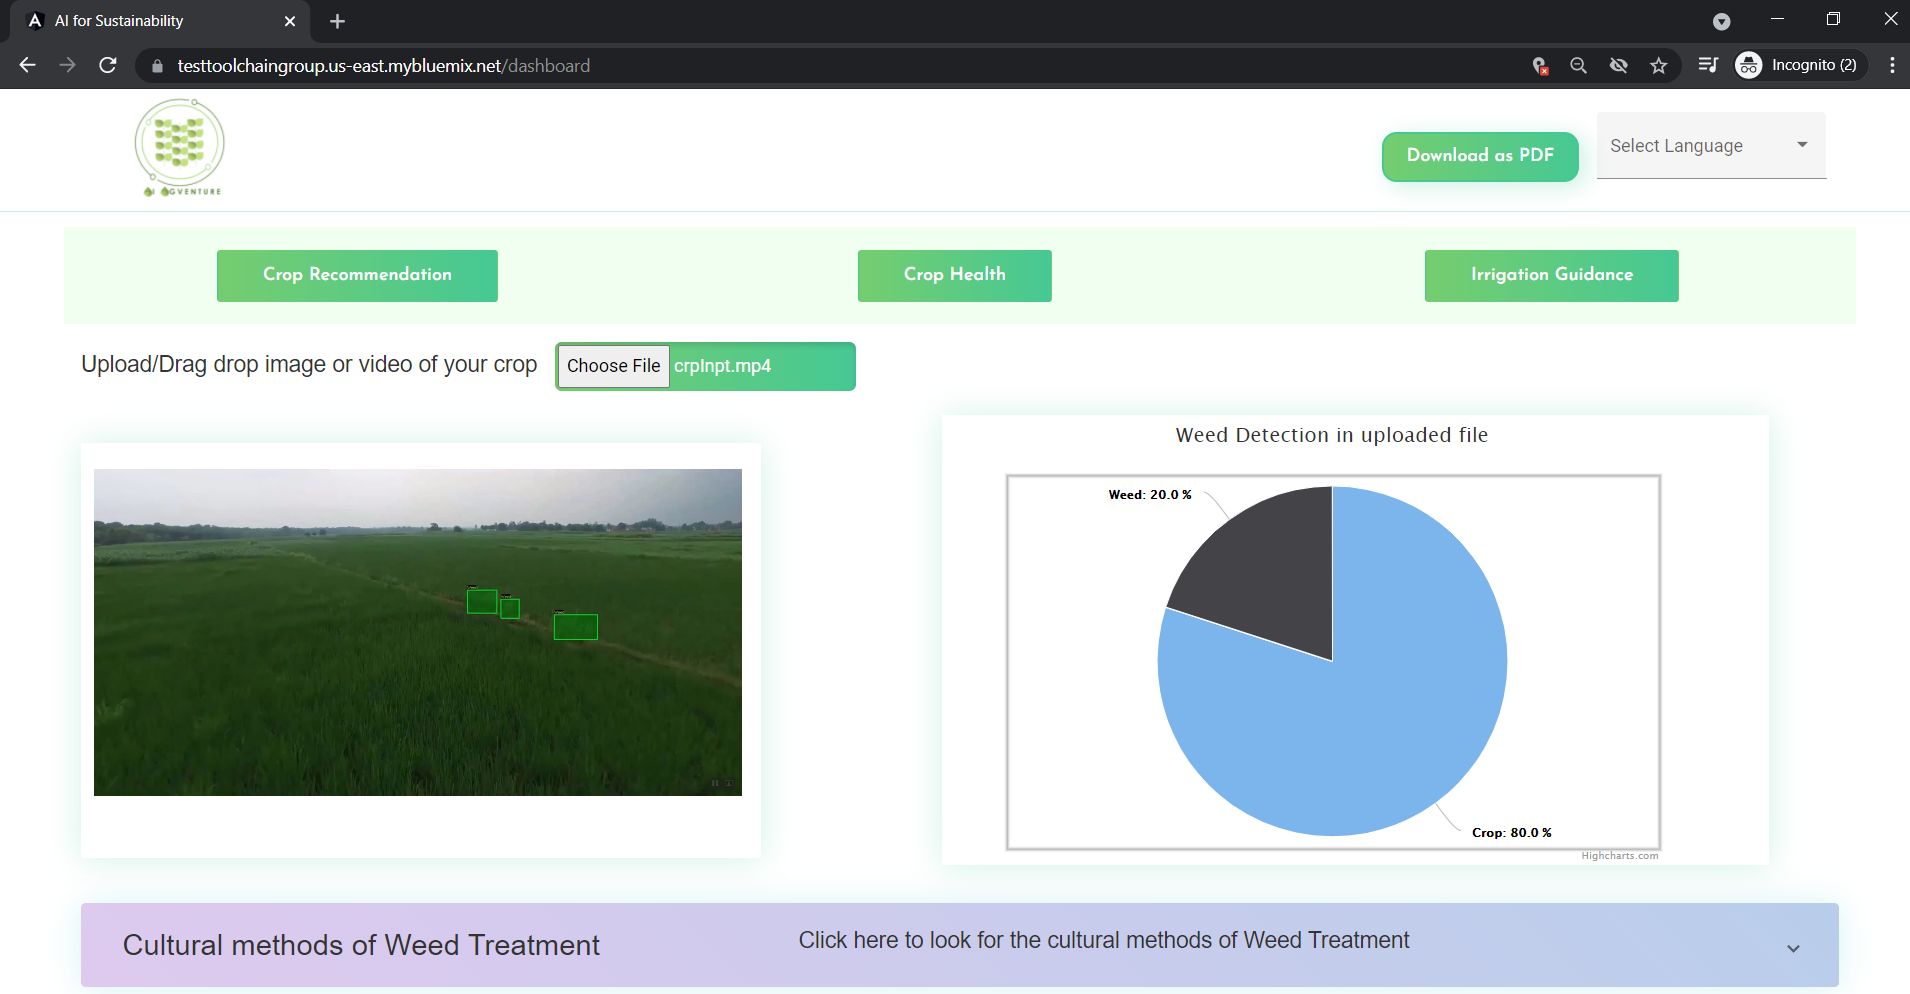 AI for Sustainability
testtoolchaingroup.us-east.mybluemix.net/dashboard
Incognito (2)
AI AGVENTURE
Download as PDF
Select Language
Crop Recommendation
Crop Health
Irrigation Guidance
Upload/Drag drop image or video of your crop
Choose File crpInpt.mp4
Weed Detection in uploaded file
Weed: 20.0 %
Crop: 80.0 %
Highcharts.com
Cultural methods of Weed Treatment
Click here to look for the cultural methods of Weed Treatment